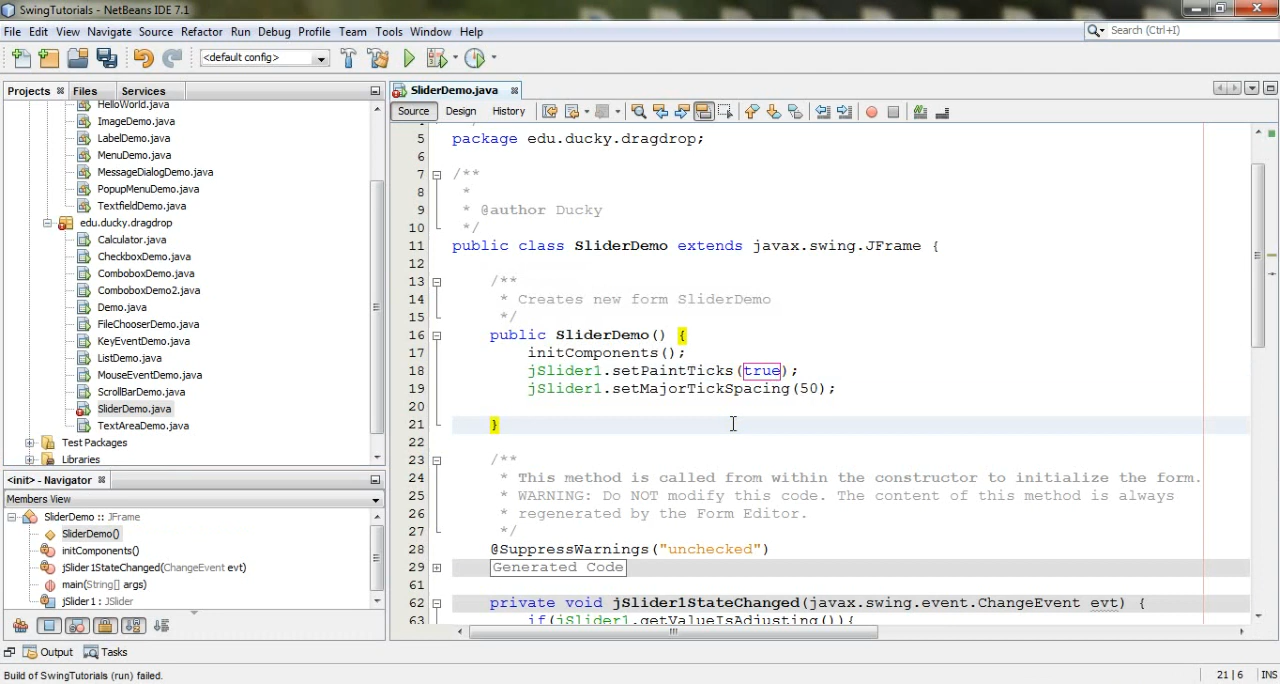 SwingTutorials - NetBeans IDE 7.1
File Edit View Navigate Source Refactor Run Debug Profile Team Tools Window Help
Search (Ctrl+I)
<default config>
Projects Files Services
HelloWorld.java
ImageDemo.java
LabelDemo.java
MenuDemo.java
MessageDialogDemo.java
PopupMenuDemo.java
TextfieldDemo.java
edu.ducky.dragdrop
Calculator.java
CheckboxDemo.java
ComboboxDemo.java
ComboboxDemo2.java
Demo.java
FileChooserDemo.java
KeyEventDemo.java
ListDemo.java
MouseEventDemo.java
ScrollBarDemo.java
SliderDemo.java
TextAreaDemo.java
Test Packages
Libraries
<init> - Navigator
Members View
SliderDemo :: JFrame
SliderDemo()
initComponents()
jSlider1StateChanged(ChangeEvent evt)
main(String[] args)
jSlider1 : JSlider
SliderDemo.java
Source Design History
5 package edu.ducky.dragdrop;
6
7 /**
8 *
9 * @author Ducky
10 */
11 public class SliderDemo extends javax.swing.JFrame {
12
13 /**
14 * Creates new form SliderDemo
15 */
16 public SliderDemo() {
17 initComponents();
18 jSlider1.setPaintTicks(true);
19 jSlider1.setMajorTickSpacing(50);
20
21 }
22
23 /**
24 * This method is called from within the constructor to initialize the form.
25 * WARNING: Do NOT modify this code. The content of this method is always
26 * regenerated by the Form Editor.
27 */
28 @SuppressWarnings("unchecked")
29 Generated Code
61
62 private void jSlider1StateChanged(javax.swing.event.ChangeEvent evt) {
63 if(jSlider1.getValueIsAdjusting()){
Output Tasks
Build of SwingTutorials (run) failed.
21 | 6 INS